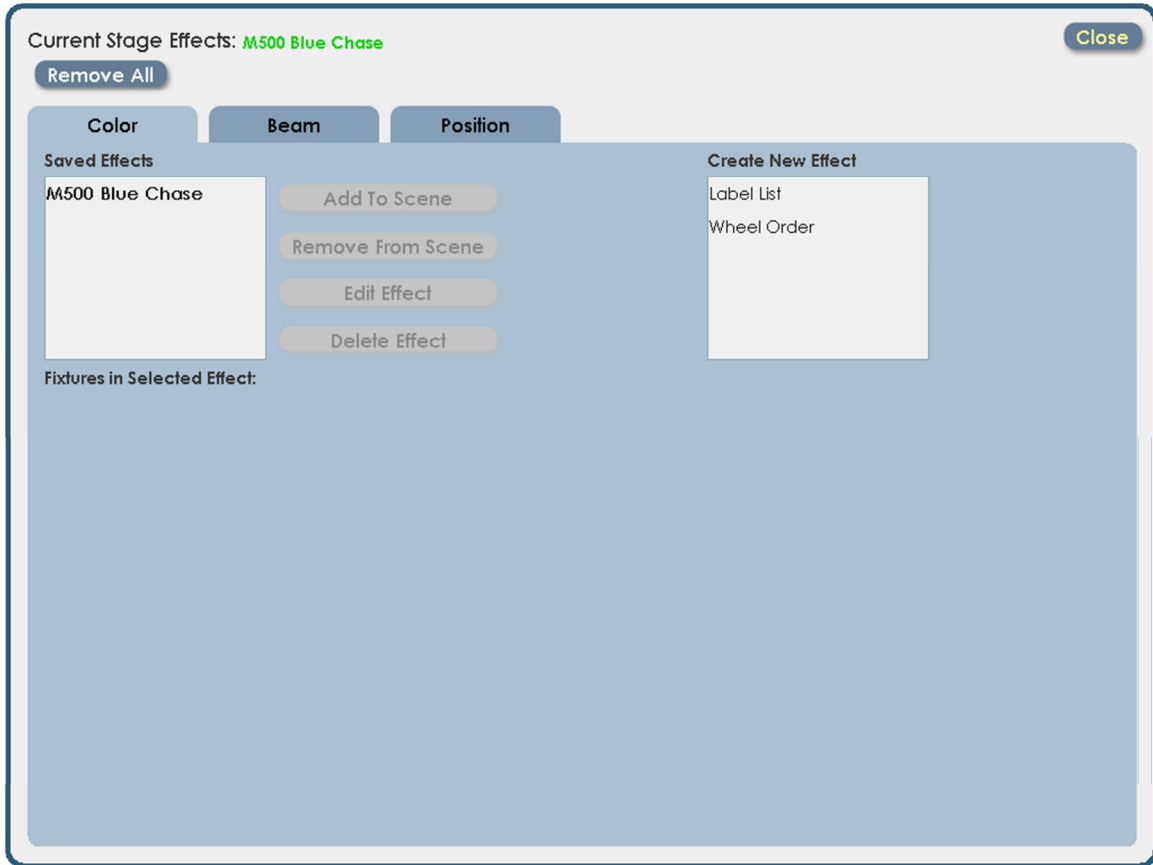 Current Stage Effects: M500 Blue Chase
Close
Remove All
Color
Beam
Position
Saved Effects
M500 Blue Chase
Add To Scene
Remove From Scene
Edit Effect
Delete Effect
Create New Effect
Label List
Wheel Order
Fixtures in Selected Effect: